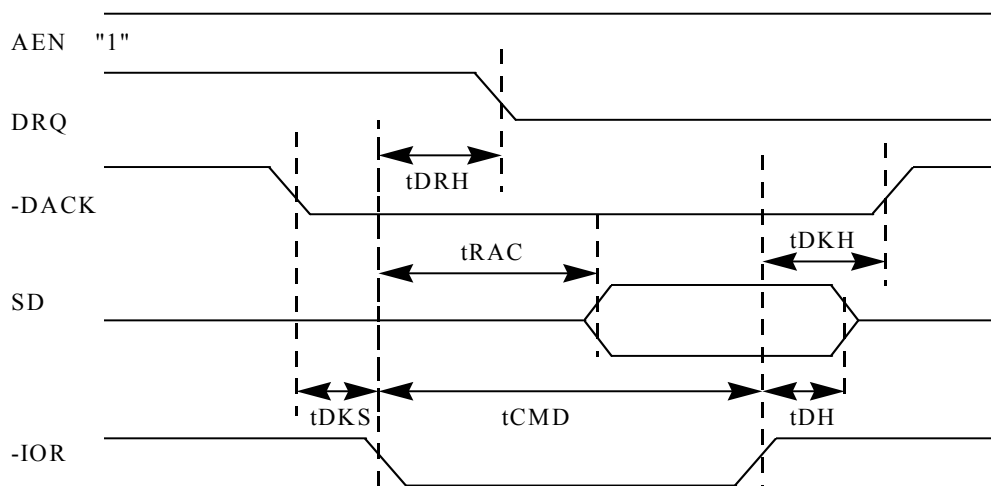 AEN "1"
DRQ
tDRH
-DACK
tDKH
tRAC
SD
tDKS
tCMD
tDH
-IOR